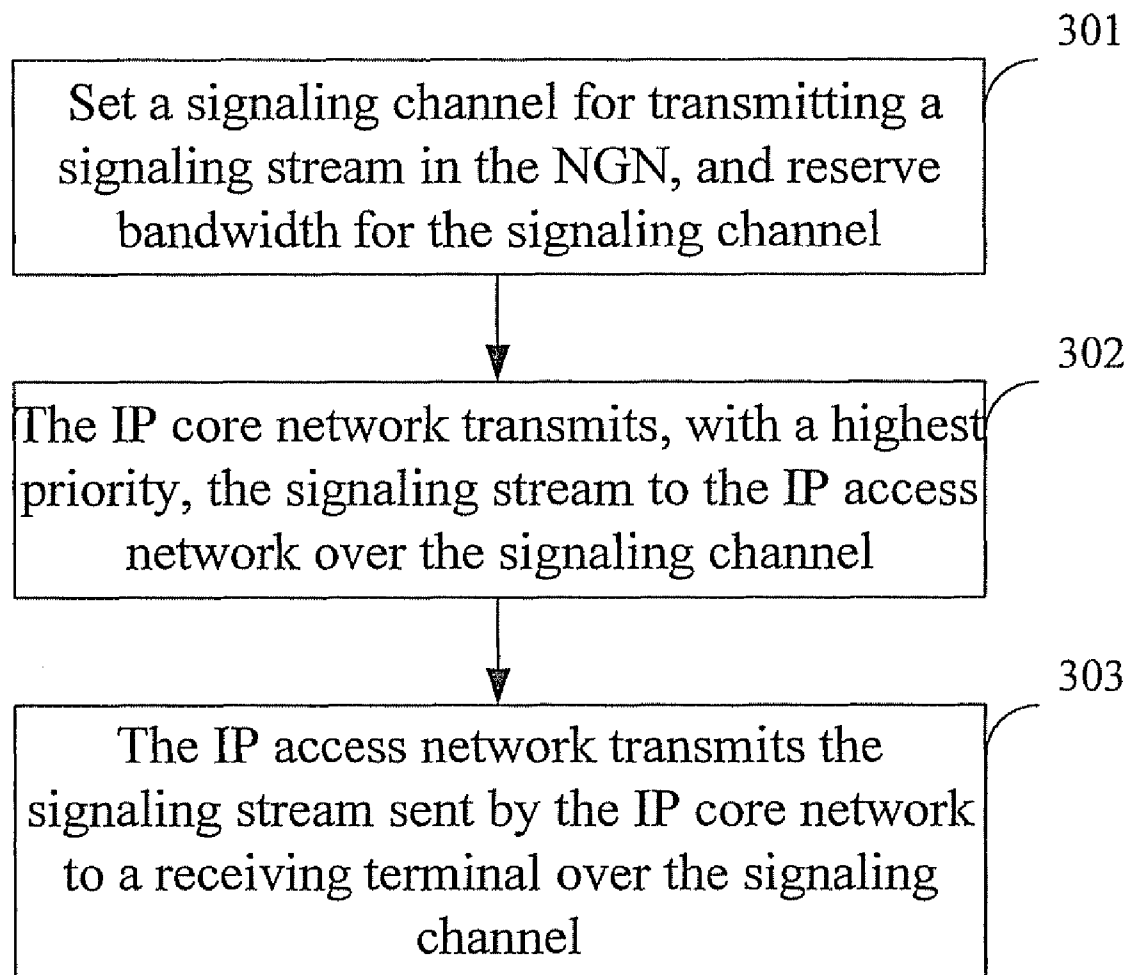 301
Set a signaling channel for transmitting a
signaling stream in the NGN, and reserve
bandwidth for the signaling channel
302
The IP core network transmits, with a highest
priority, the signaling stream to the IP access
network over the signaling channel
303
The IP access network transmits the
signaling stream sent by the IP core network
to a receiving terminal over the signaling
channel